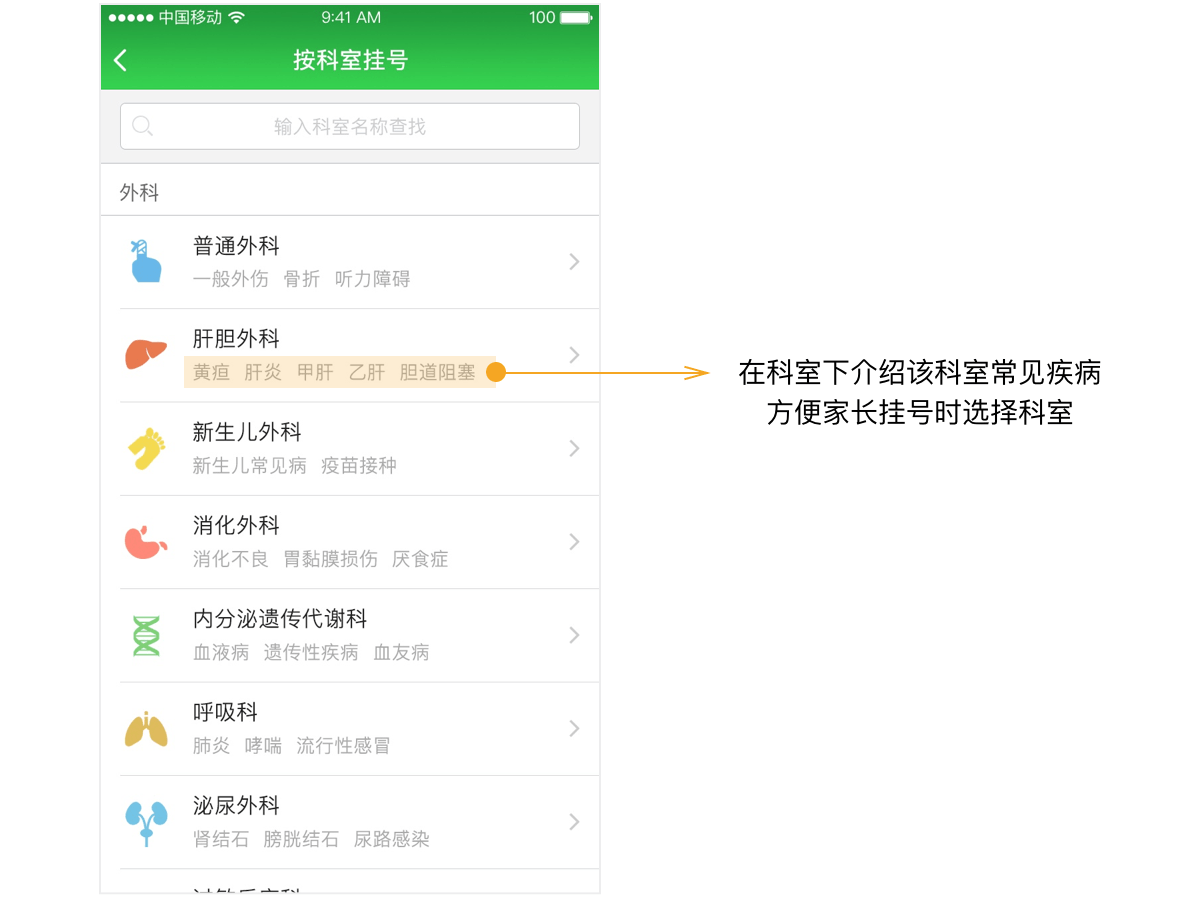 中国移动 9:41 AM 100
按科室挂号
输入科室名称查找
外科
普通外科
一般外伤 骨折 听力障碍
肝胆外科
黄疸 肝炎 甲肝 乙肝 胆道阻塞
在科室下介绍该科室常见疾病
方便家长挂号时选择科室
新生儿外科
新生儿常见病 疫苗接种
消化外科
消化不良 胃黏膜损伤 厌食症
内分泌遗传代谢科
血液病 遗传性疾病 血友病
呼吸科
肺炎 哮喘 流行性感冒
泌尿外科
肾结石 膀胱结石 尿路感染